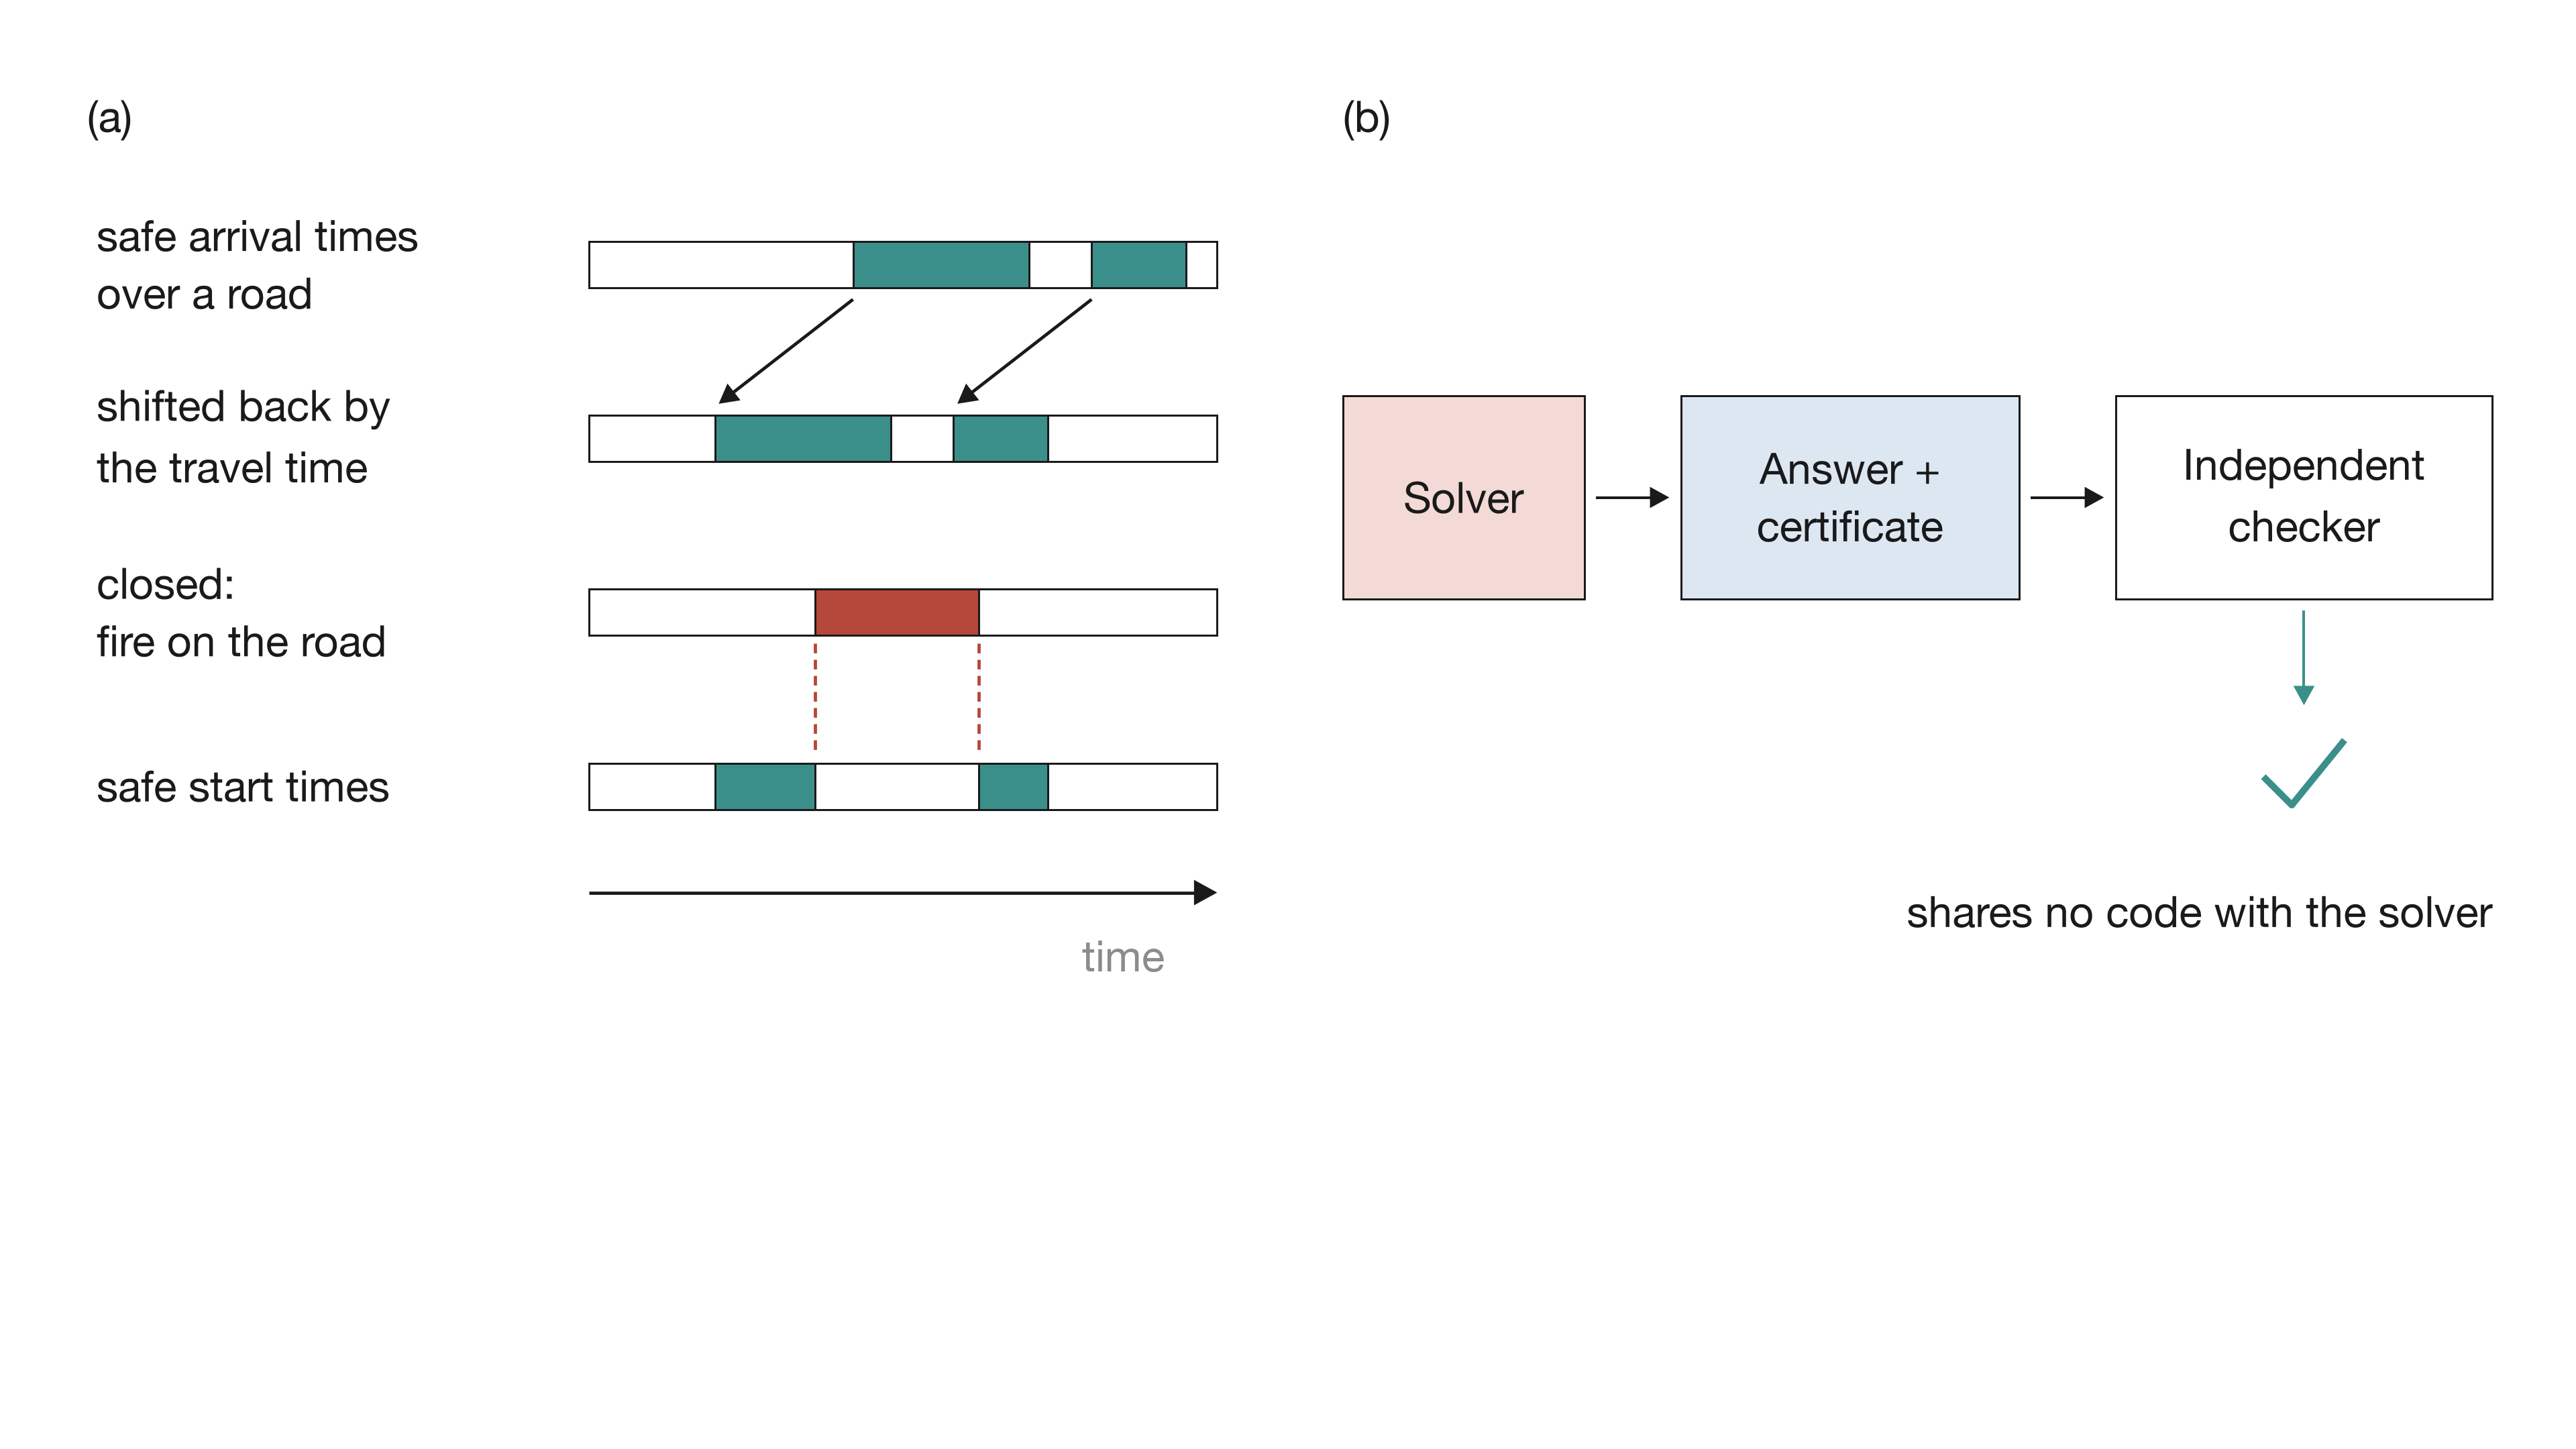 (a)
safe arrival times
over a road
shifted back by
the travel time
closed:
fire on the road
safe start times
time
(b)
Solver
Answer +
certificate
Independent
checker
shares no code with the solver